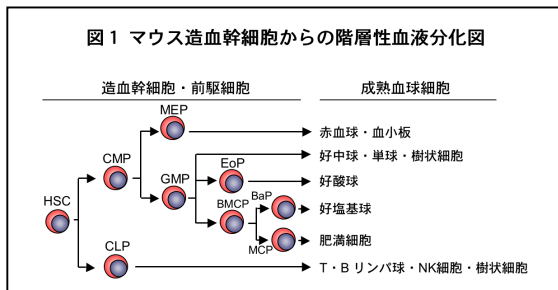 図1 マウス造血幹細胞からの階層性血液分化図
造血幹細胞・前駆細胞
成熟血球細胞
MEP
赤血球・血小板
CMP
好中球・単球・樹状細胞
GMP
EoP
好酸球
HSC
BMCP
BaP
好塩基球
MCP
肥満細胞
CLP
T・Bリンパ球・NK細胞・樹状細胞